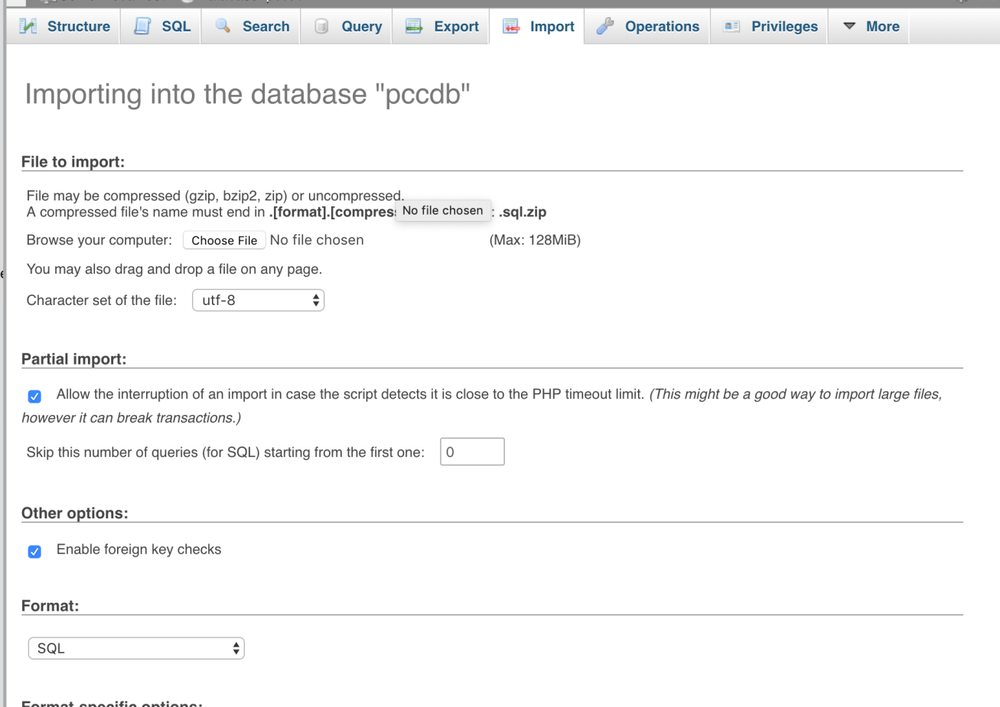 Structure SQL Search Query Export Import Operations Privileges More
Importing into the database "pccdb"
File to import:
File may be compressed (gzip, bzip2, zip) or uncompressed.
A compressed file's name must end in .[format].[compres No file chosen : .sql.zip
Browse your computer: Choose File No file chosen (Max: 128MiB)
You may also drag and drop a file on any page.
Character set of the file: utf-8
Partial import:
Allow the interruption of an import in case the script detects it is close to the PHP timeout limit. (This might be a good way to import large files,
however it can break transactions.)
Skip this number of queries (for SQL) starting from the first one: 0
Other options:
Enable foreign key checks
Format:
SQL
Format-specific options: